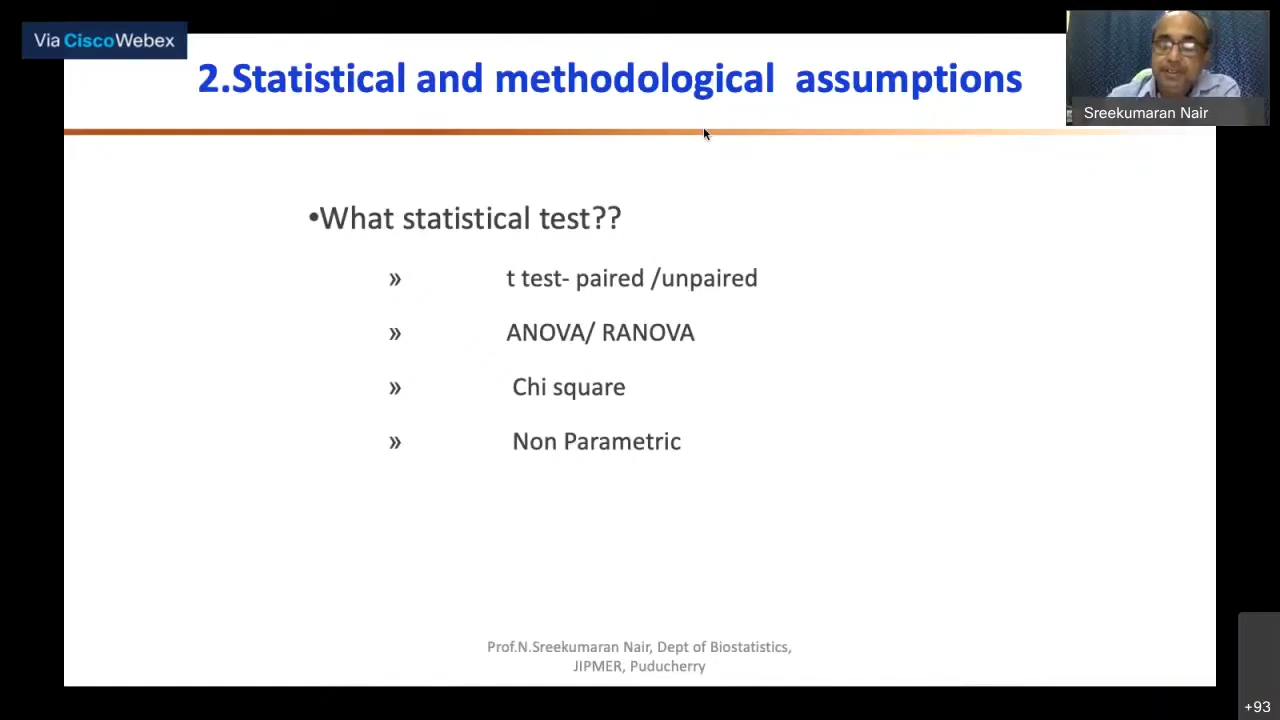 Via CiscoWebex
2.Statistical and methodological assumptions
Sreekumaran Nair
•What statistical test??
» t test- paired /unpaired
» ANOVA/ RANOVA
» Chi square
» Non Parametric
Prof.N.Sreekumaran Nair, Dept of Biostatistics,
JIPMER, Puducherry
+93